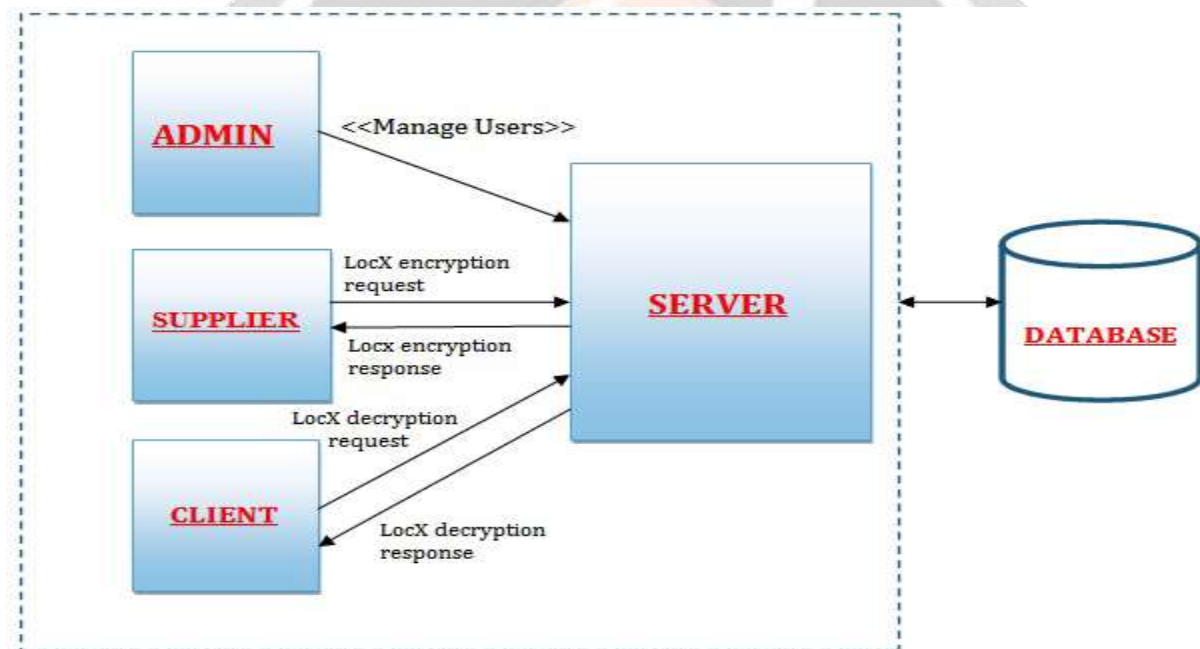 ADMIN
<<Manage Users>>
SUPPLIER
LocX encryption
request
Locx encryption
response
SERVER
DATABASE
LocX decryption
request
CLIENT
LocX decryption
response